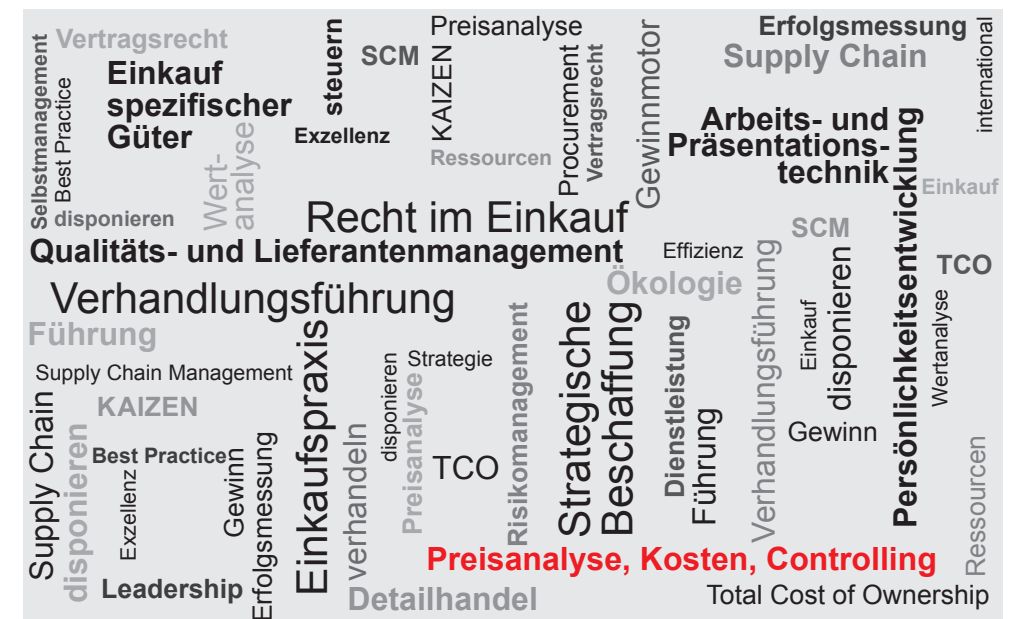 Selbstmanagement
Best Practice
Vertragsrecht
Einkauf
spezifischer
Güter
disponieren
Wert-
analyse
steuern
SCM
Exzellenz
Preisanalyse
KAIZEN
Ressourcen
Procurement
Vertragsrecht
Gewinnmotor
Erfolgsmessung
Supply Chain
international
Arbeits- und
Präsentations-
technik
Persönlichkeitsentwicklung
Einkauf
Recht im Einkauf
Qualitäts- und Lieferantenmanagement
Effizienz
Ökologie
SCM
TCO
Verhandlungsführung
Führung
Supply Chain Management
KAIZEN
Supply Chain
disponieren
Best Practice
Exzellenz
Gewinn
Erfolgsmessung
Leadership
Einkaufspraxis
verhandeln
disponieren
Strategie
Preisanalyse
TCO
Risikomanagement
Strategische
Beschaffung
Dienstleistung
Führung
Verhandlungsführung
Einkauf
disponieren
Gewinn
Wertanalyse
Ressourcen
Preisanalyse, Kosten, Controlling
Detailhandel
Total Cost of Ownership